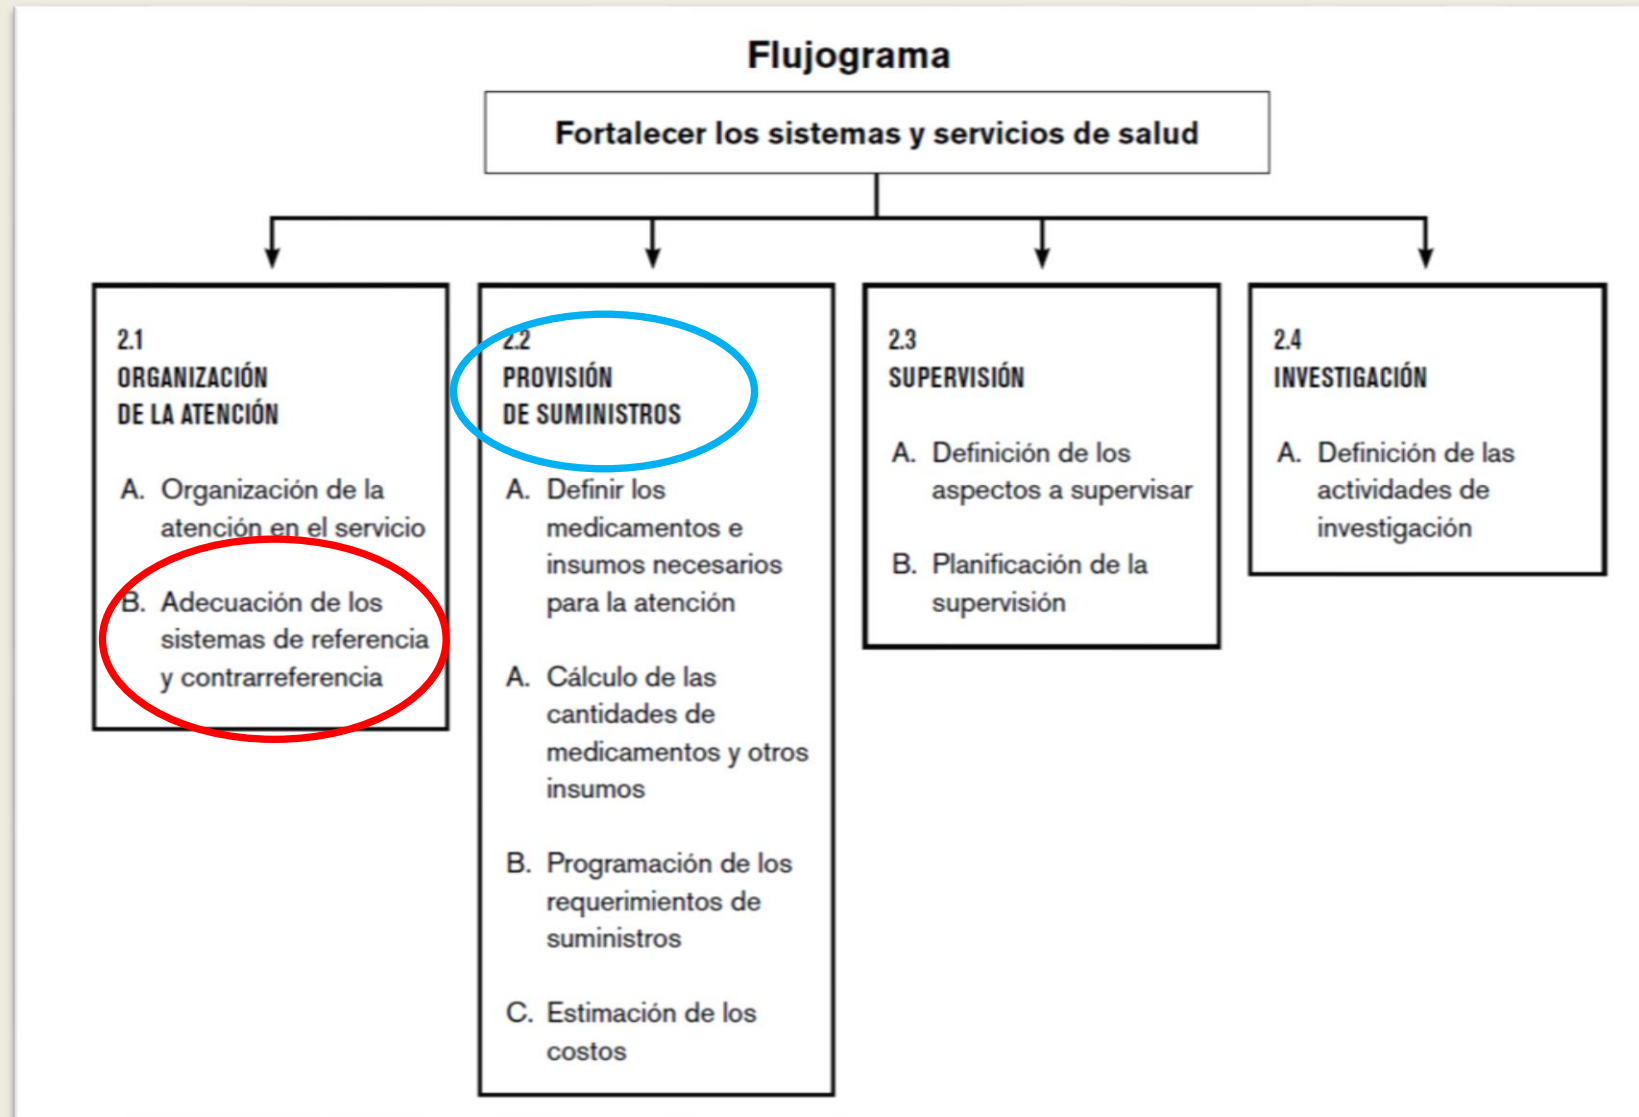 Flujograma
Fortalecer los sistemas y servicios de salud
2.1
ORGANIZACIÓN
DE LA ATENCIÓN
A. Organización de la
atención en el servicio
B. Adecuación de los
sistemas de referencia
y contrarreferencia
2.2
PROVISIÓN
DE SUMINISTROS
A. Definir los
medicamentos e
insumos necesarios
para la atención
A. Cálculo de las
cantidades de
medicamentos y otros
insumos
B. Programación de los
requerimientos de
suministros
C. Estimación de los
costos
2.3
SUPERVISIÓN
A. Definición de los
aspectos a supervisar
B. Planificación de la
supervisión
2.4
INVESTIGACIÓN
A. Definición de las
actividades de
investigación